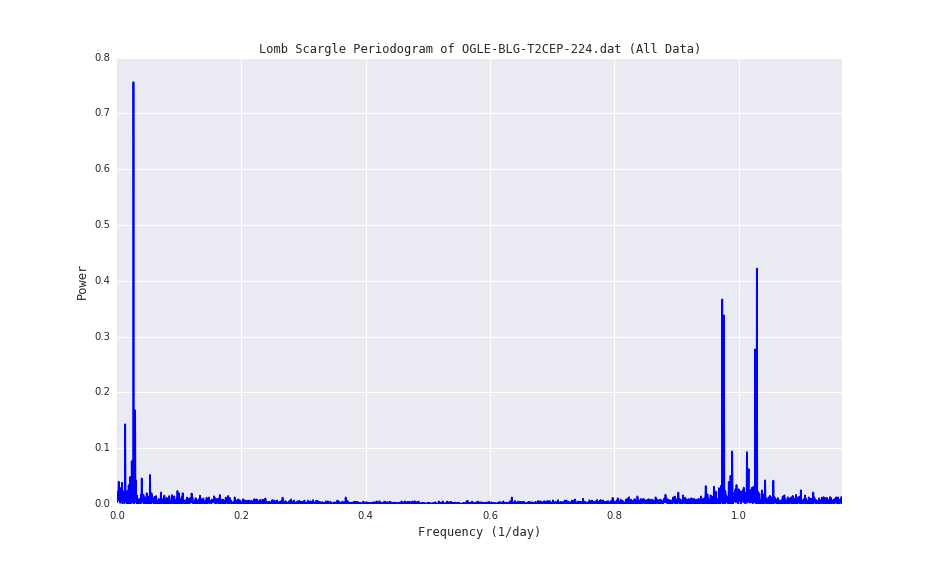 Lomb Scargle Periodogram of OGLE-BLG-T2CEP-224.dat (All Data)
0.8
0.7
0.6
0.5
0.4
0.3
0.2
0.1
0.0
Power
0.0 0.2 0.4 0.6 0.8 1.0
Frequency (1/day)